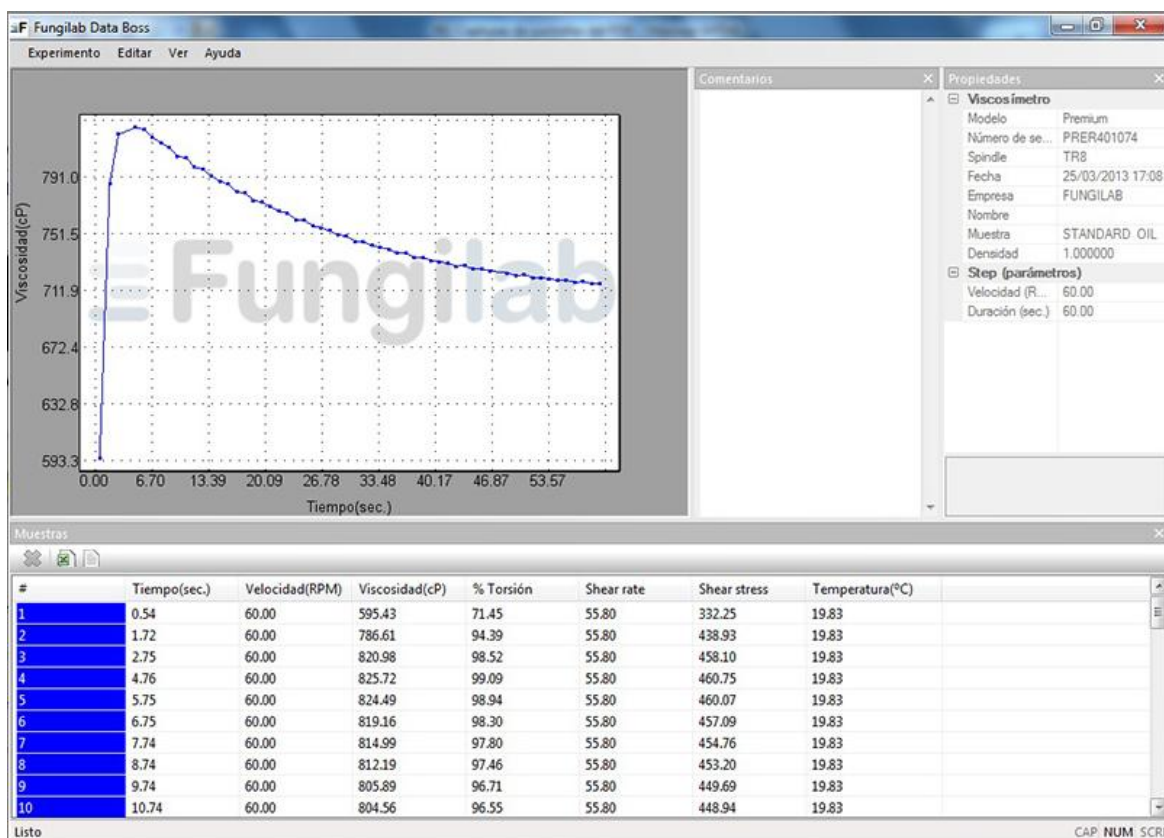 Fungilab Data Boss
Experimento Editar Ver Ayuda
Viscosidad(cP)
791.0
751.5
711.9
672.4
632.8
593.3
Fungilab
0.00 6.70 13.39 20.09 26.78 33.48 40.17 46.87 53.57
Tiempo(sec.)
Comentarios
Propiedades
Viscosímetro
Modelo Premium
Número de se... PRER401074
Spindle TR8
Fecha 25/03/2013 17:08
Empresa FUNGILAB
Nombre
Muestra STANDARD OIL
Densidad 1.000000
Step (parámetros)
Velocidad (R... 60.00
Duración (sec.) 60.00
Muestras
# Tiempo(sec.) Velocidad(RPM) Viscosidad(cP) % Torsión Shear rate Shear stress Temperatura(ºC)
1 0.54 60.00 595.43 71.45 55.80 332.25 19.83
2 1.72 60.00 786.61 94.39 55.80 438.93 19.83
3 2.75 60.00 820.98 98.52 55.80 458.10 19.83
4 4.76 60.00 825.72 99.09 55.80 460.75 19.83
5 5.75 60.00 824.49 98.94 55.80 460.07 19.83
6 6.75 60.00 819.16 98.30 55.80 457.09 19.83
7 7.74 60.00 814.99 97.80 55.80 454.76 19.83
8 8.74 60.00 812.19 97.46 55.80 453.20 19.83
9 9.74 60.00 805.89 96.71 55.80 449.69 19.83
10 10.74 60.00 804.56 96.55 55.80 448.94 19.83
Listo CAP NUM SCR